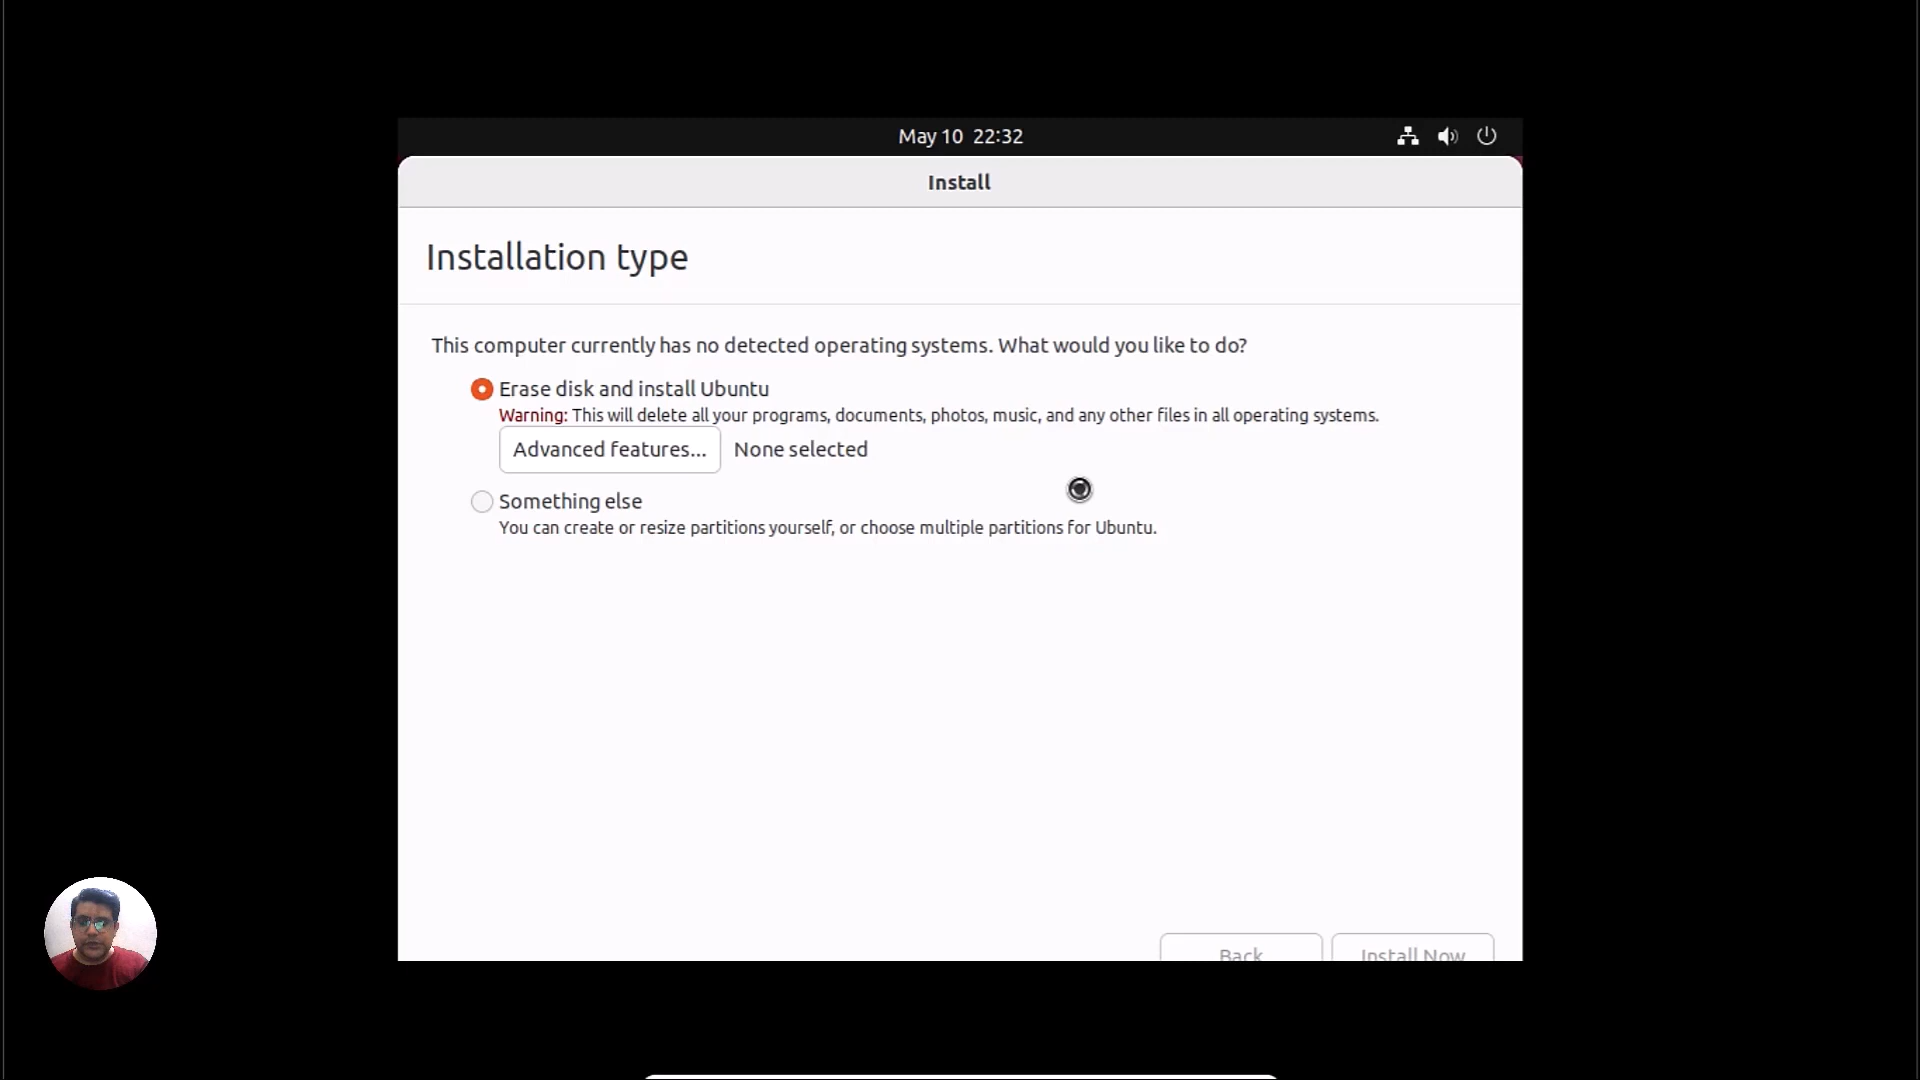 May 10 22:32
Install
Installation type
This computer currently has no detected operating systems. What would you like to do?
Erase disk and install Ubuntu
Warning: This will delete all your programs, documents, photos, music, and any other files in all operating systems.
Advanced features... None selected
Something else
You can create or resize partitions yourself, or choose multiple partitions for Ubuntu.
Back Install Now